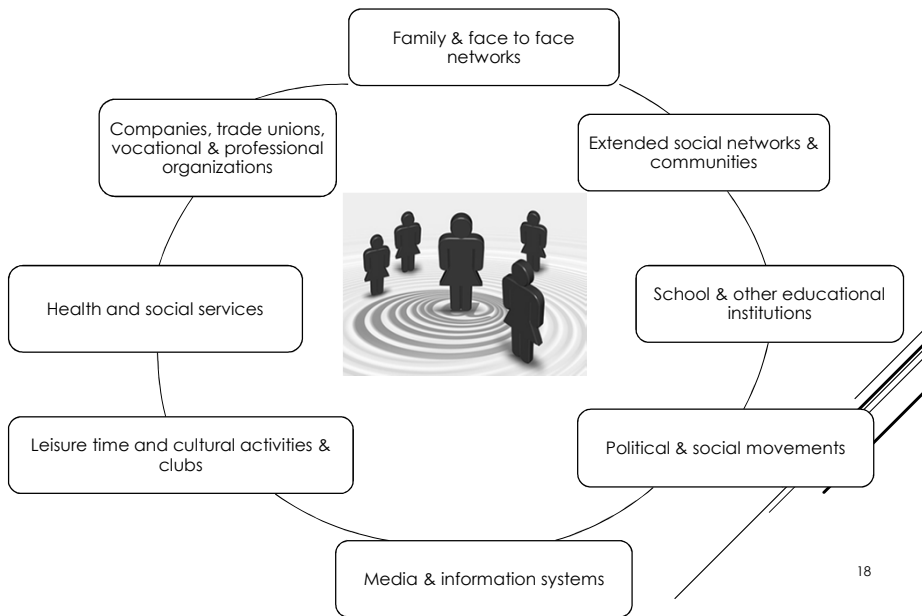 Family & face to face
networks
Extended social networks &
communities
School & other educational
institutions
Political & social movements
Media & information systems
Leisure time and cultural activities &
clubs
Health and social services
Companies, trade unions,
vocational & professional
organizations
18